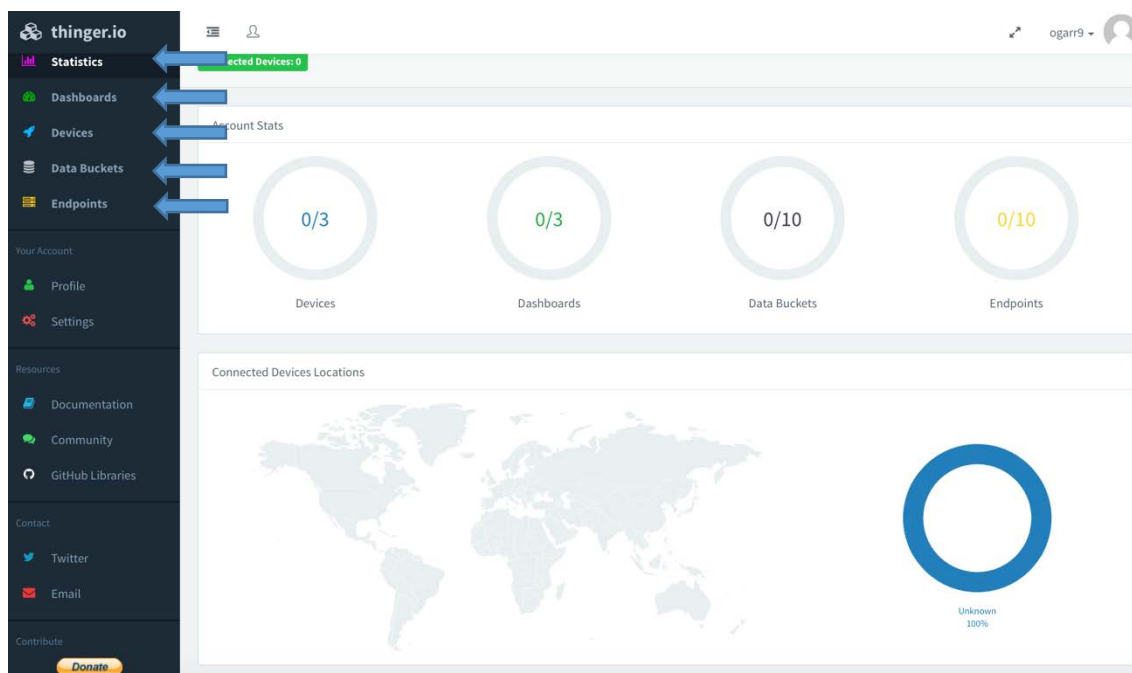 thinger.io
ogarr9
Statistics
Connected Devices: 0
Dashboards
Devices
Data Buckets
Endpoints
Your Account
Profile
Settings
Resources
Documentation
Community
GitHub Libraries
Contact
Twitter
Email
Contribute
Donate
Account Stats
0/3
0/3
0/10
0/10
Devices
Dashboards
Data Buckets
Endpoints
Connected Devices Locations
Unknown
100%